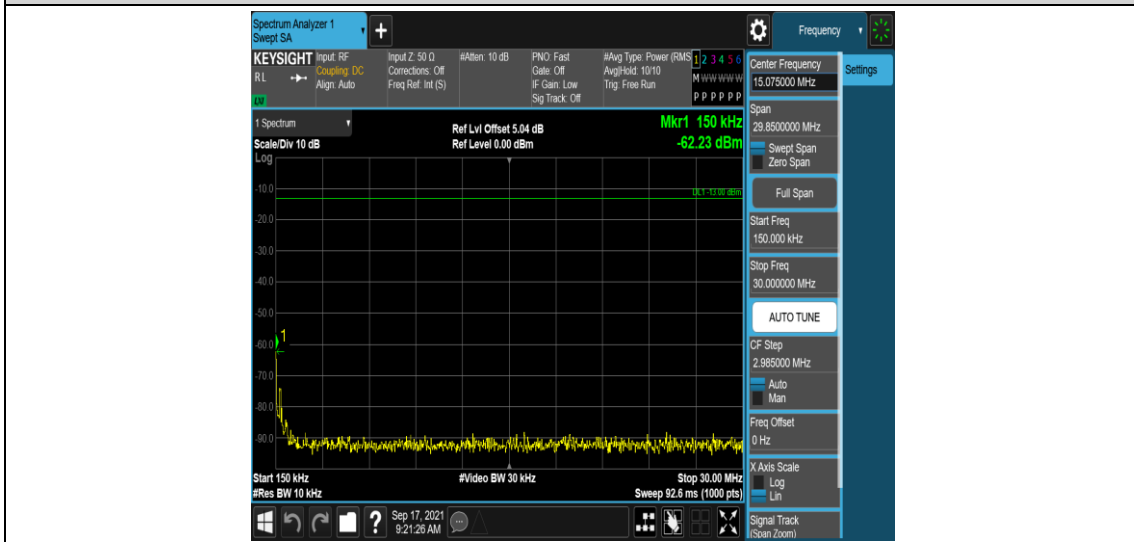 Spectrum Analyzer 1
Swept SA
+
Frequency
KEYSIGHT
RL
LXI
Input: RF
Coupling: DC
Align: Auto
Input Z: 50 Ω
Corrections: Off
Freq Ref: Int (S)
#Atten: 10 dB
PNO: Fast
Gate: Off
IF Gain: Low
Sig Track: Off
#Avg Type: Power (RMS
Avg|Hold: 10/10
Trig: Free Run
1 2 3 4 5 6
M W W W W W
P P P P P P
1 Spectrum
Scale/Div 10 dB
Log
Ref Lvl Offset 5.04 dB
Ref Level 0.00 dBm
Mkr1 150 kHz
-62.23 dBm
DL1 -13.00 dBm
-10.0
-20.0
-30.0
-40.0
-50.0
1
-60.0
-70.0
-80.0
-90.0
Start 150 kHz
#Res BW 10 kHz
#Video BW 30 kHz
Stop 30.00 MHz
Sweep 92.6 ms (1000 pts)
?
Sep 17, 2021
9:21:26 AM
Center Frequency
15.075000 MHz
Settings
Span
29.8500000 MHz
Swept Span
Zero Span
Full Span
Start Freq
150.000 kHz
Stop Freq
30.000000 MHz
AUTO TUNE
CF Step
2.985000 MHz
Auto
Man
Freq Offset
0 Hz
X Axis Scale
Log
Lin
Signal Track
(Span Zoom)